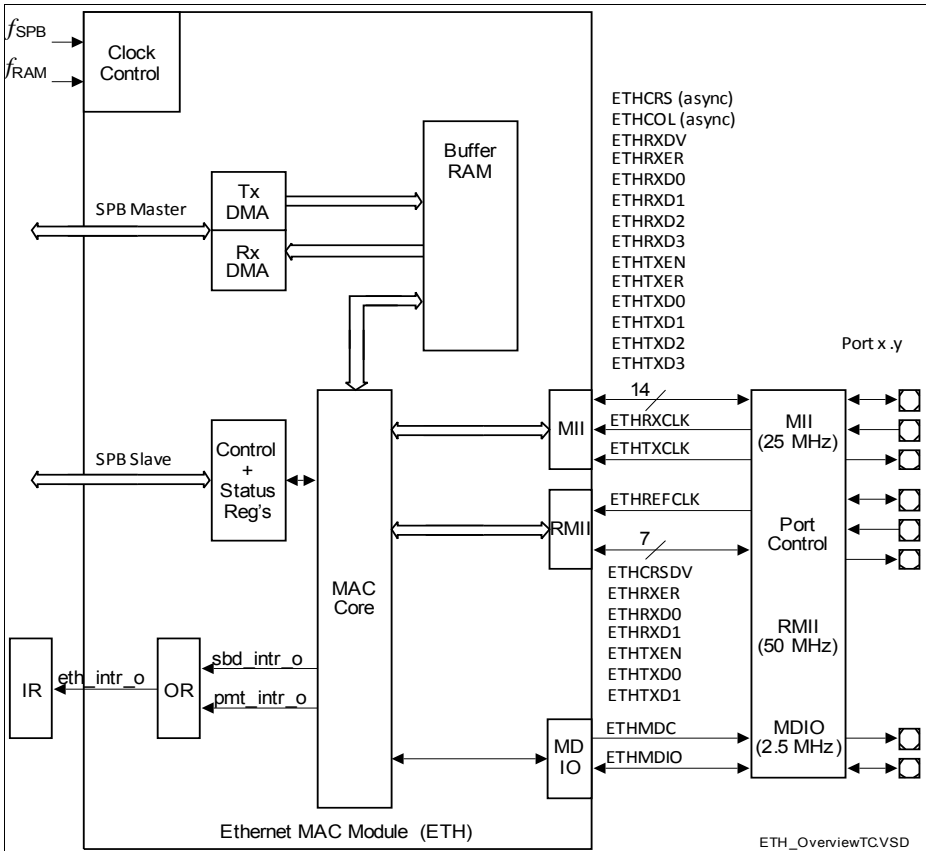 fSPB
fRAM
Clock
Control
SPB Master
Tx
DMA
Rx
DMA
Buffer
RAM
ETHCRS (async)
ETHCOL (async)
ETHRXDV
ETHRXER
ETHRXD0
ETHRXD1
ETHRXD2
ETHRXD3
ETHTXEN
ETHTXER
ETHTXD0
ETHTXD1
ETHTXD2
ETHTXD3
Port x .y
SPB Slave
Control
+
Status
Reg's
MAC
Core
MII
14
ETHRXCLK
ETHTXCLK
RMII
ETHREFCLK
7
ETHCRSDV
ETHRXER
ETHRXD0
ETHRXD1
ETHTXEN
ETHTXD0
ETHTXD1
MII
(25 MHz)
Port
Control
RMII
(50 MHz)
MDIO
(2.5 MHz)
IR
eth_intr_o
OR
sbd_intr_o
pmt_intr_o
MD
IO
ETHMDC
ETHMDIO
Ethernet MAC Module (ETH)
ETH_OverviewTC.VSD